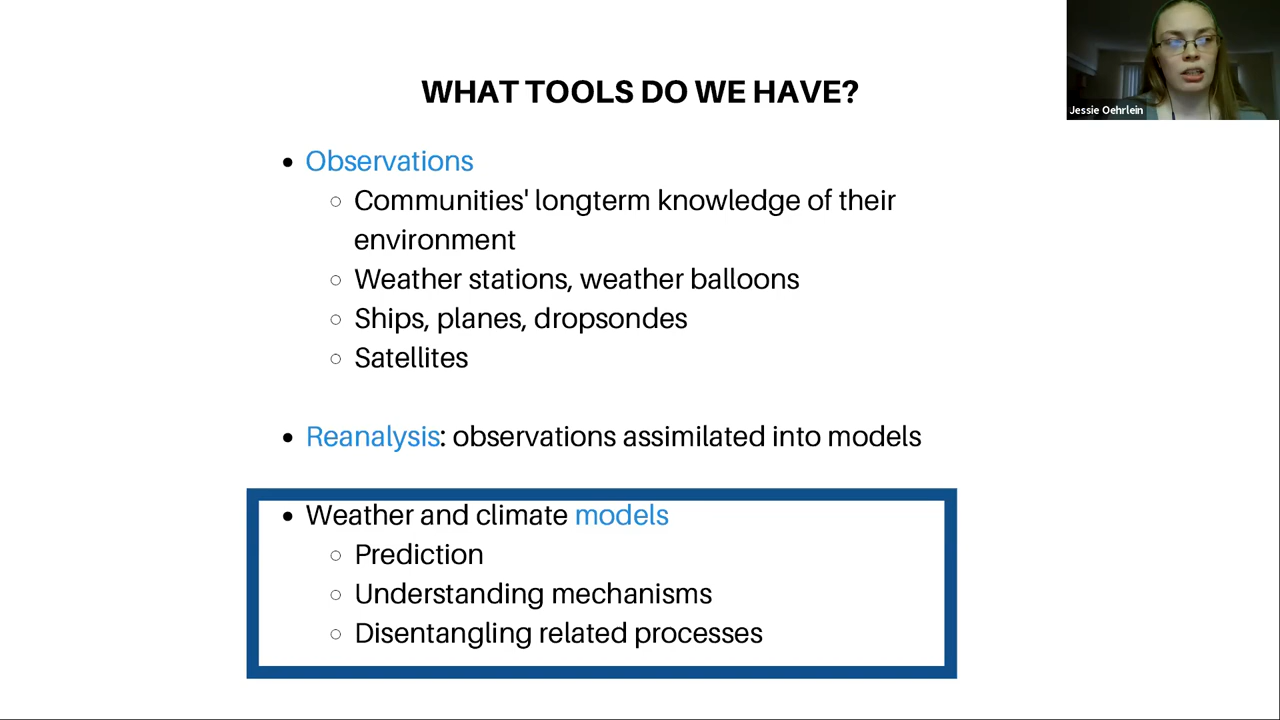 WHAT TOOLS DO WE HAVE?
Jessie Oehrlein
• Observations
○ Communities' longterm knowledge of their
environment
○ Weather stations, weather balloons
○ Ships, planes, dropsondes
○ Satellites
• Reanalysis: observations assimilated into models
• Weather and climate models
○ Prediction
○ Understanding mechanisms
○ Disentangling related processes